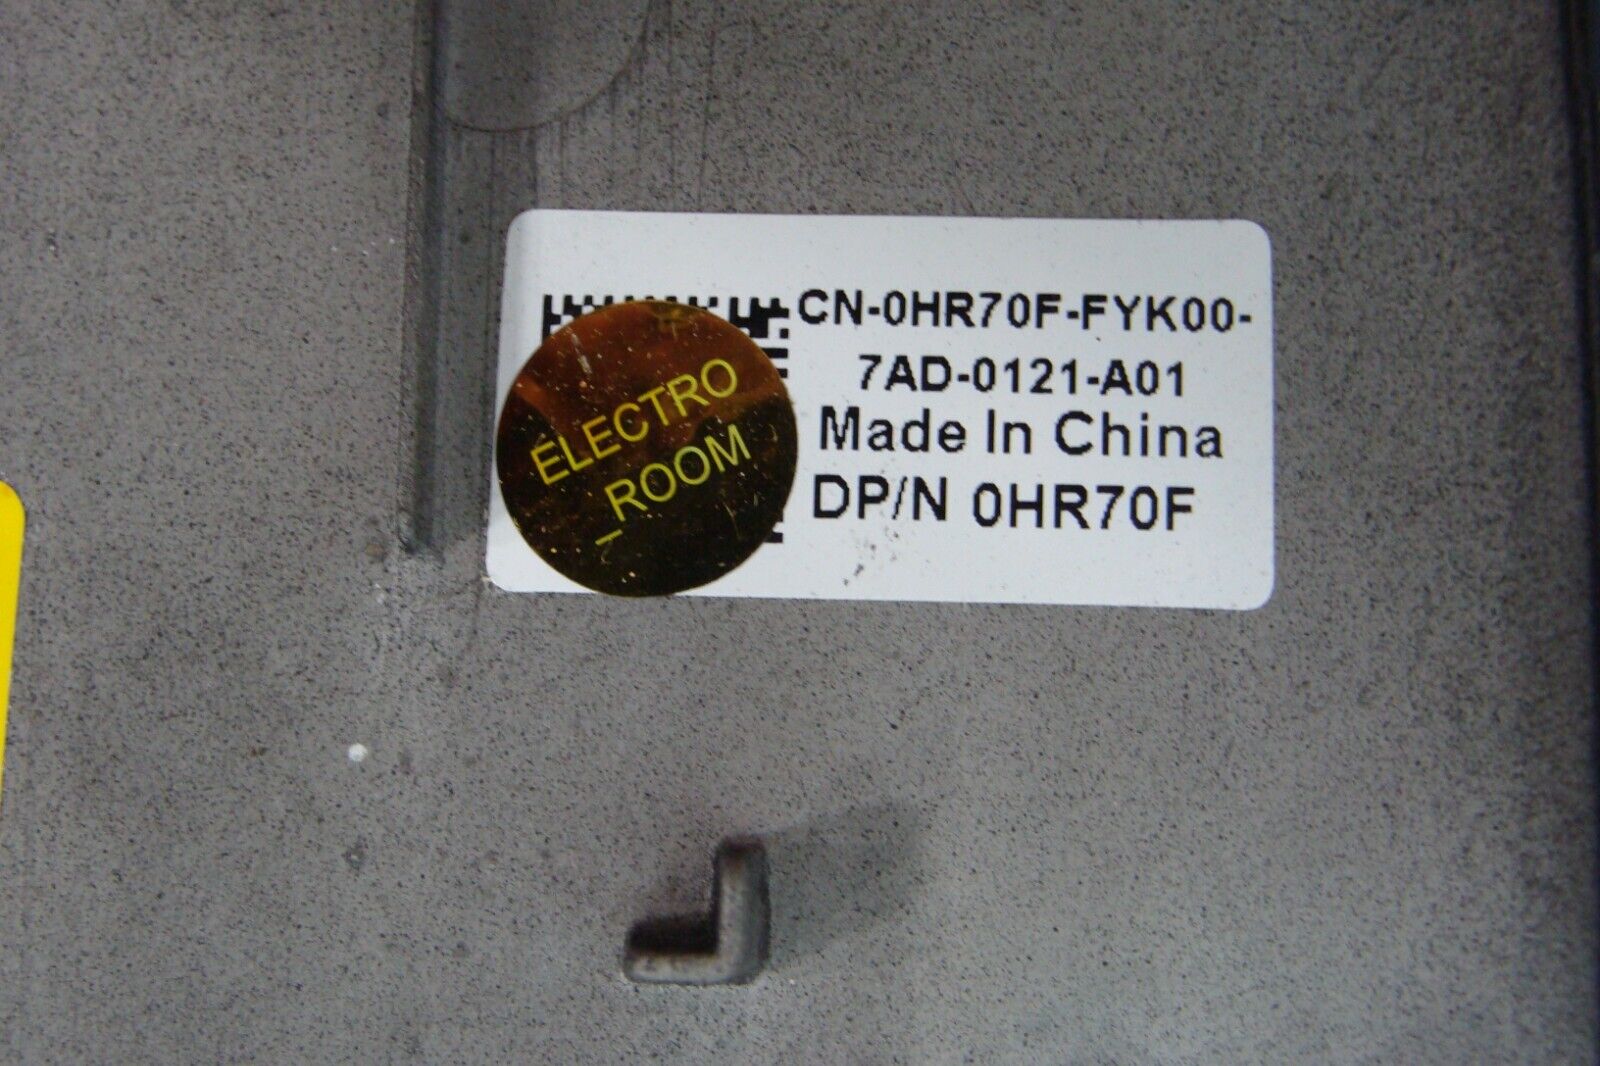 CN-0HR70F-FYK00-
7AD-0121-A01
Made In China
DP/N 0HR70F
ELECTRO
_ROOM